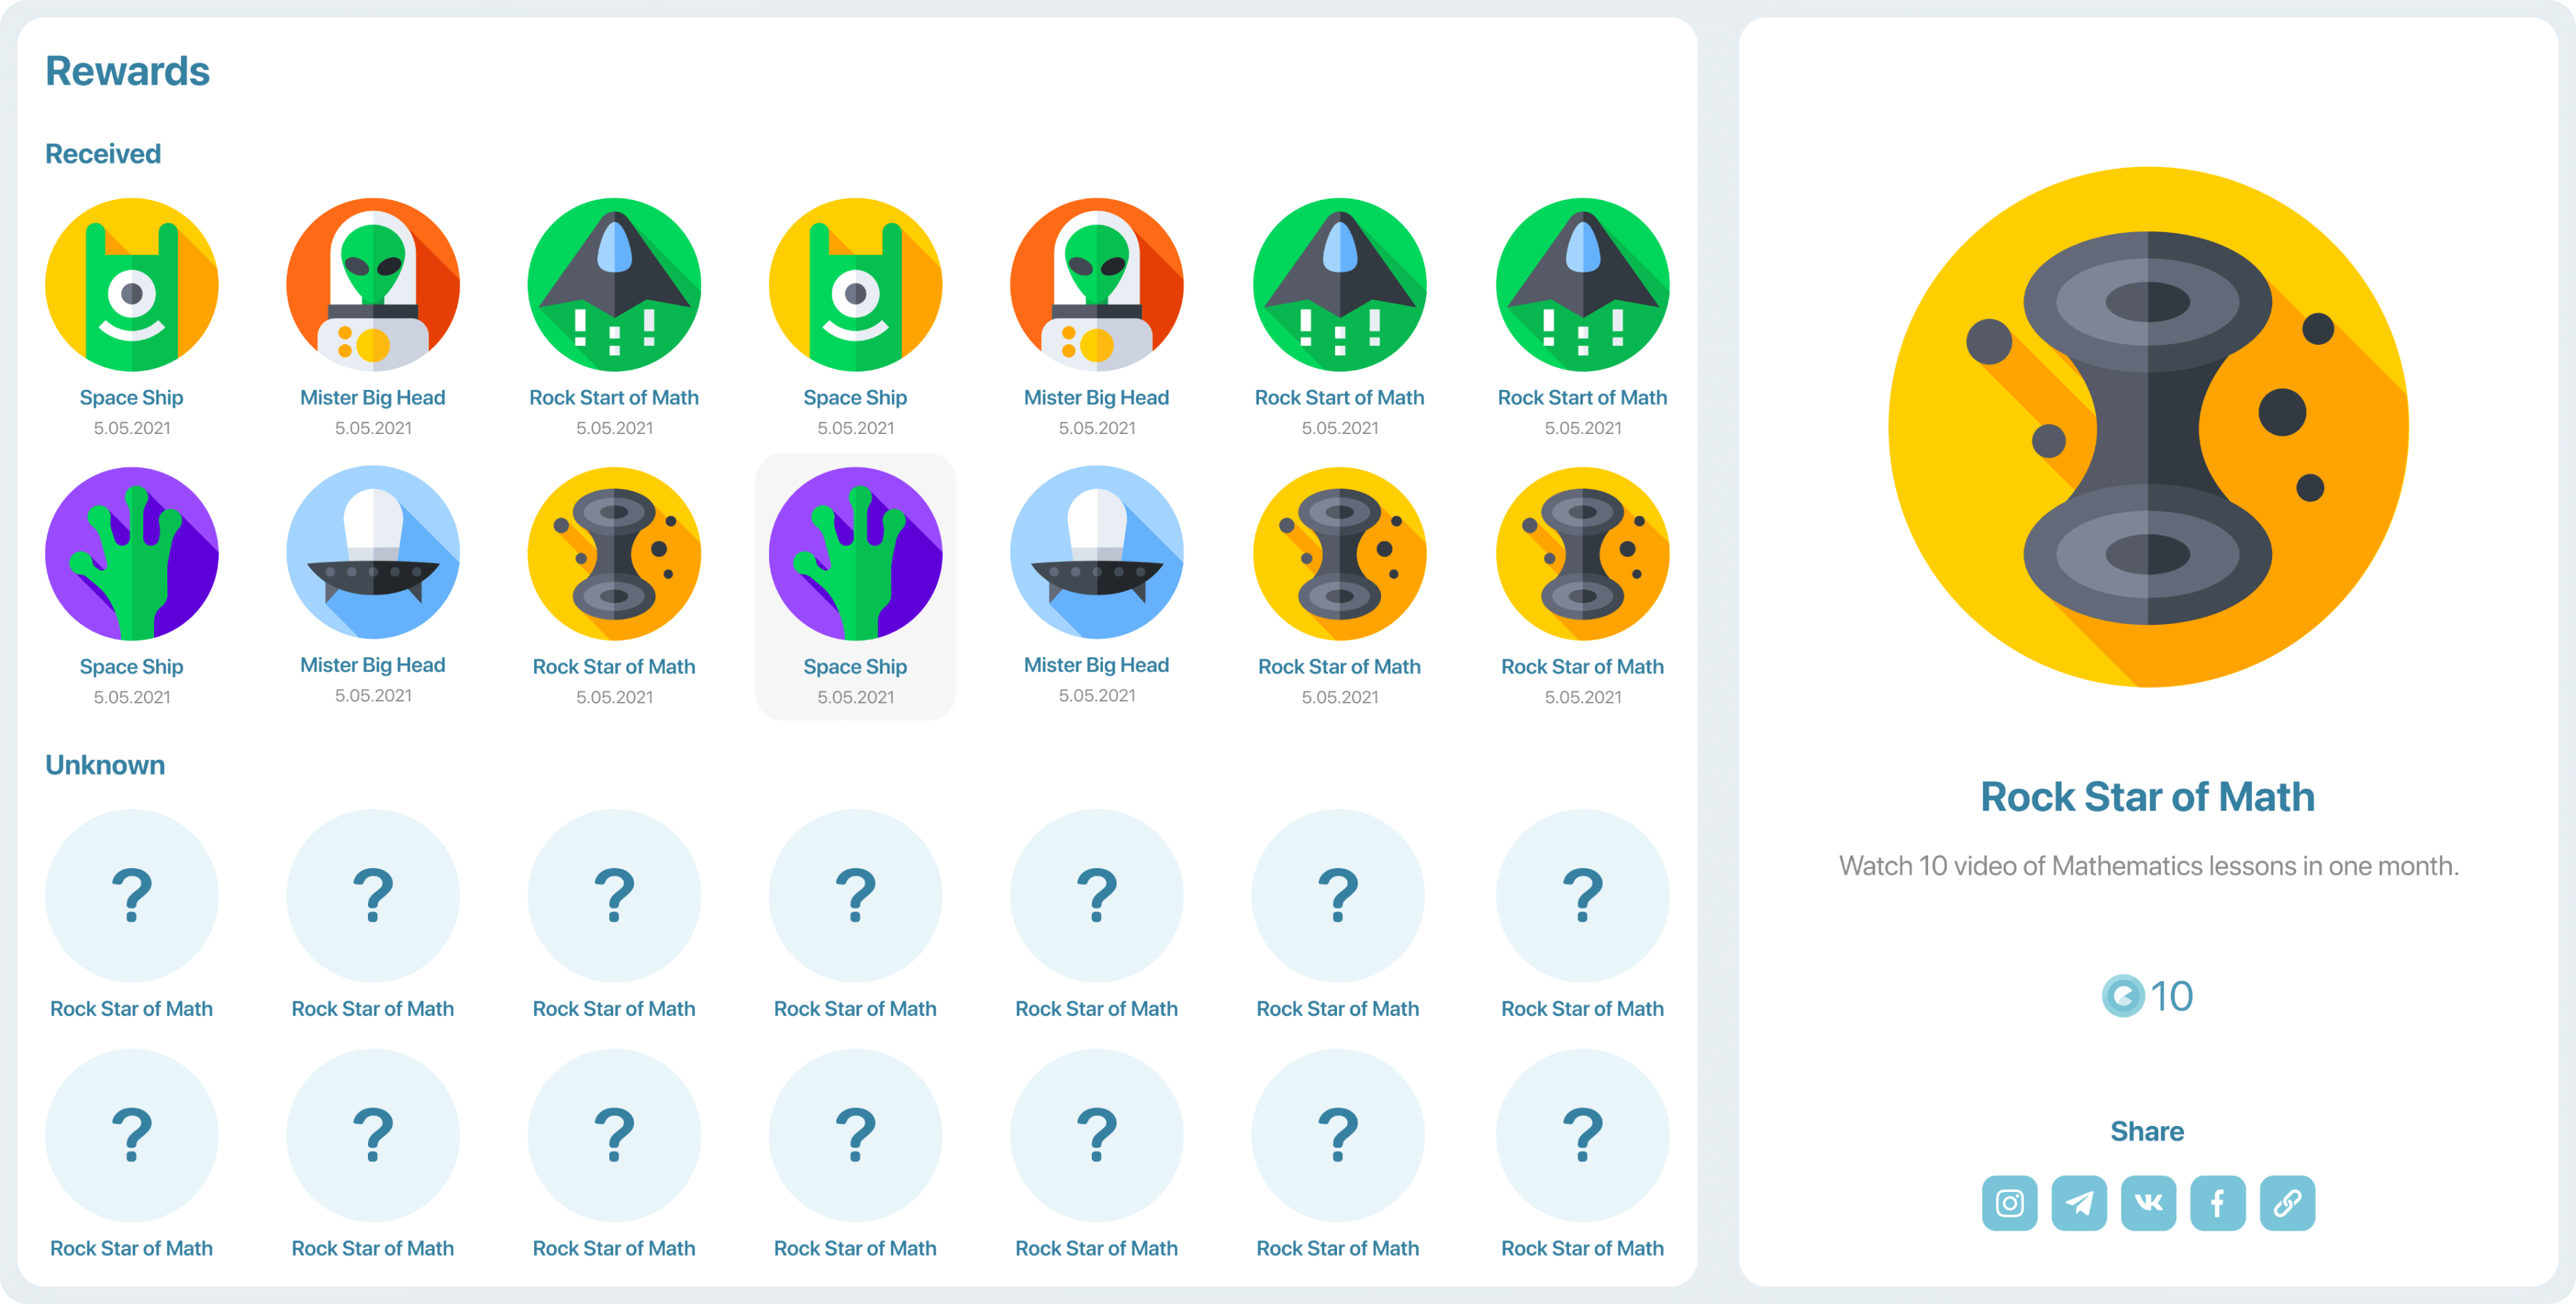 Rewards
Received
Space Ship
5.05.2021
Mister Big Head
5.05.2021
Rock Start of Math
5.05.2021
Space Ship
5.05.2021
Mister Big Head
5.05.2021
Rock Start of Math
5.05.2021
Rock Start of Math
5.05.2021
Space Ship
5.05.2021
Mister Big Head
5.05.2021
Rock Star of Math
5.05.2021
Space Ship
5.05.2021
Mister Big Head
5.05.2021
Rock Star of Math
5.05.2021
Rock Star of Math
5.05.2021
Unknown
?
Rock Star of Math
?
Rock Star of Math
?
Rock Star of Math
?
Rock Star of Math
?
Rock Star of Math
?
Rock Star of Math
?
Rock Star of Math
?
Rock Star of Math
?
Rock Star of Math
?
Rock Star of Math
?
Rock Star of Math
?
Rock Star of Math
?
Rock Star of Math
?
Rock Star of Math
Rock Star of Math
Watch 10 video of Mathematics lessons in one month.
10
Share